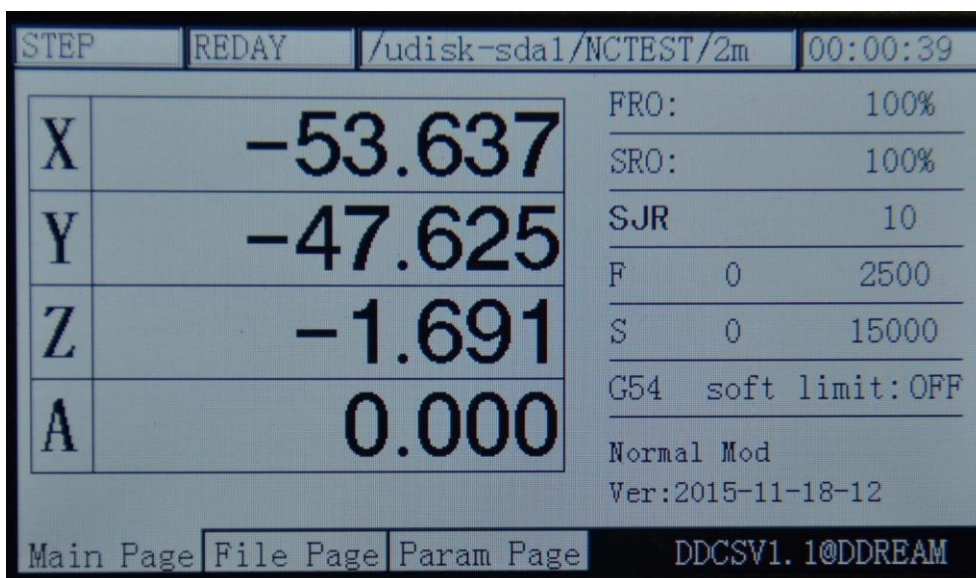 STEP REDAY /udisk-sda1/NCTEST/2m 00:00:39
X -53.637
Y -47.625
Z -1.691
A 0.000
FRO: 100%
SRO: 100%
SJR 10
F 0 2500
S 0 15000
G54 soft limit:OFF
Normal Mod
Ver:2015-11-18-12
Main Page File Page Param Page DDCSV1.1@DDREAM